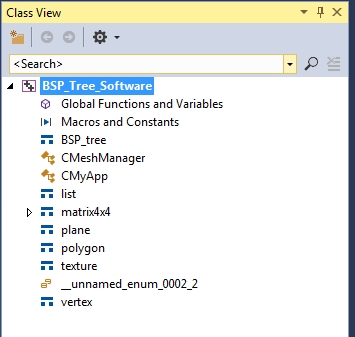 Class View
<Search>
BSP_Tree_Software
Global Functions and Variables
Macros and Constants
BSP_tree
CMeshManager
CMyApp
list
matrix4x4
plane
polygon
texture
__unnamed_enum_0002_2
vertex